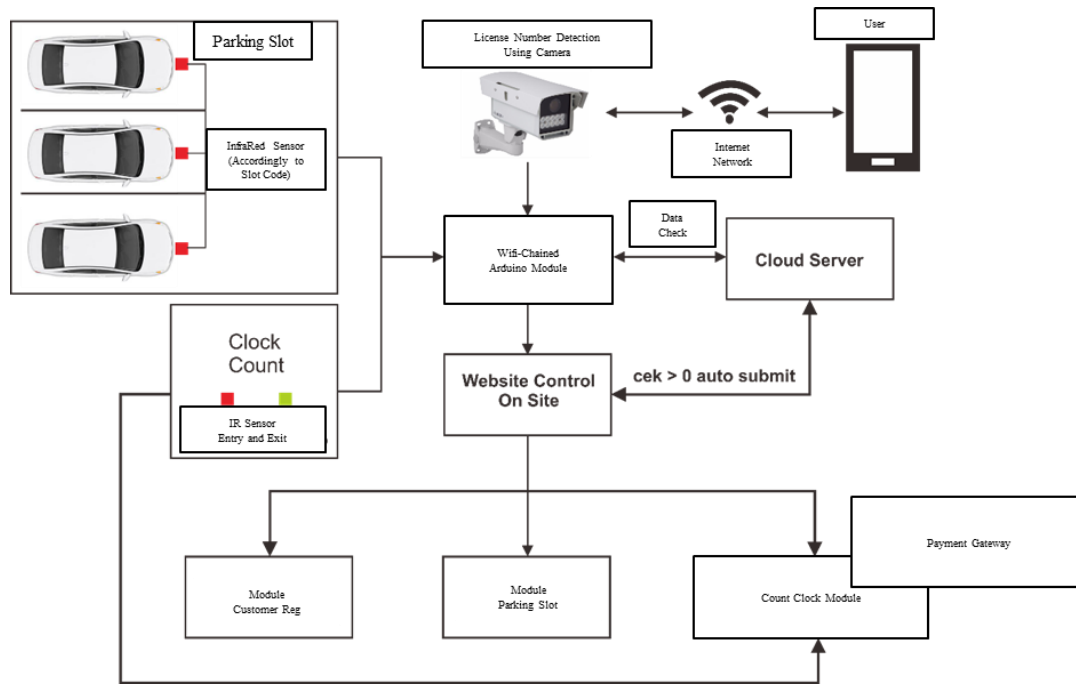 Parking Slot
License Number Detection
Using Camera
User
InfraRed Sensor
(Accordingly to
Slot Code)
Internet
Network
Wifi-Chained
Arduino Module
Data
Check
Cloud Server
Clock
Count
IR Sensor
Entry and Exit
Website Control
On Site
cek > 0 auto submit
Payment Gateway
Module
Customer Reg
Module
Parking Slot
Count Clock Module